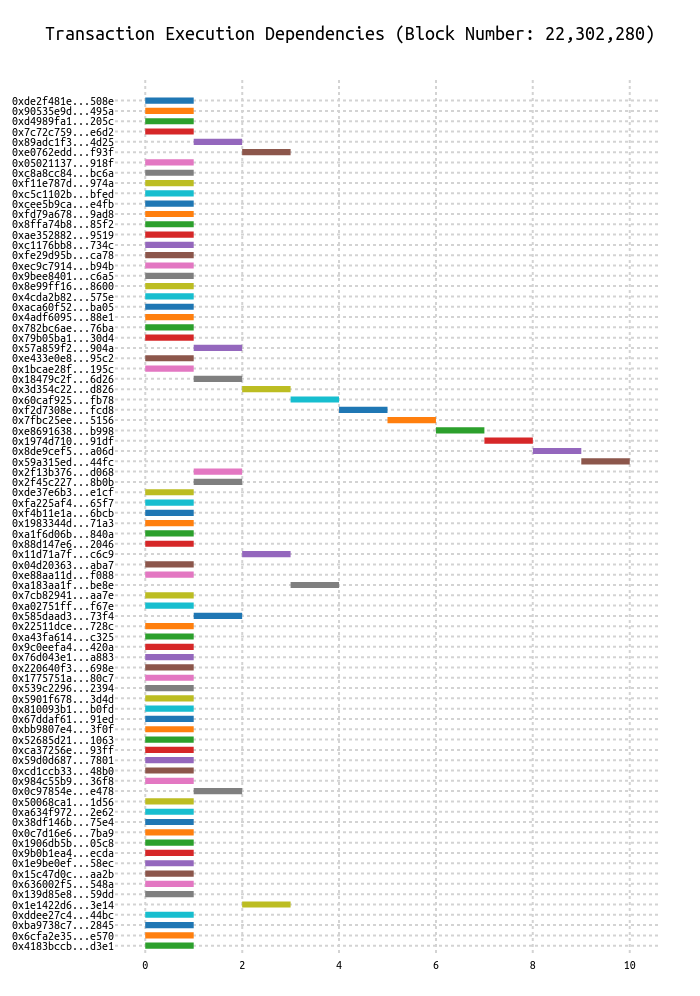 Transaction Execution Dependencies (Block Number: 22,302,280)
0xde2f481e...508e
0x90535e9d...495a
0xd4989fa1...205c
0x7c72c759...e6d2
0x89adc1f3...4d25
0xe0762edd...f93f
0x05021137...918f
0xc8a8cc84...bc6a
0xf11e787d...974a
0xc5c1102b...bfed
0xcee5b9ca...e4fb
0xfd79a678...9ad8
0x8ffa74b8...85f2
0xae352882...9519
0xc1176bb8...734c
0xfe29d95b...ca78
0xec9c7914...b94b
0x9bee8401...c6a5
0x8e99ff16...8600
0x4cda2b82...575e
0xaca60f52...ba05
0x4adf6095...88e1
0x782bc6ae...76ba
0x79b05ba1...30d4
0x57a859f2...904a
0xe433e0e8...95c2
0x1bcae28f...195c
0x18479c2f...6d26
0x3d354c22...d826
0x60caf925...fb78
0xf2d7308e...fcd8
0x7fbc25ee...5156
0xe8691638...b998
0x1974d710...91df
0x8de9cef5...a06d
0x59a315ed...44fc
0x2f13b376...d068
0x2f45c227...8b0b
0xde37e6b3...e1cf
0xfa225af4...65f7
0xf4b11e1a...6bcb
0x1983344d...71a3
0xa1f6d06b...840a
0x88d147e6...2046
0x11d71a7f...c6c9
0x04d20363...aba7
0xe88aa11d...f088
0xa183aa1f...be8e
0x7cb82941...aa7e
0xa02751ff...f67e
0x585daad3...73f4
0x22511dce...728c
0xa43fa614...c325
0x9c0eefa4...420a
0x76d043e1...a883
0x220640f3...698e
0x1775751a...80c7
0x539c2296...2394
0x5901f678...3d4d
0x810093b1...b0fd
0x67ddaf61...91ed
0xbb9807e4...3f0f
0x52685d21...1063
0xca37256e...93ff
0x59d0d687...7801
0xcd1ccb33...48b0
0x984c55b9...36f8
0x0c97854e...e478
0x50068ca1...1d56
0xa634f972...2e62
0x38df146b...75e4
0x0c7d16e6...7ba9
0x1906db5b...05c8
0x9b0b1ea4...ecda
0x1e9be0ef...58ec
0x15c47d0c...aa2b
0x636002f5...548a
0x139d85e8...59dd
0x1e1422d6...3e14
0xddee27c4...44bc
0xba9738c7...2845
0x6cfa2e35...e570
0x4183bccb...d3e1
0 2 4 6 8 10